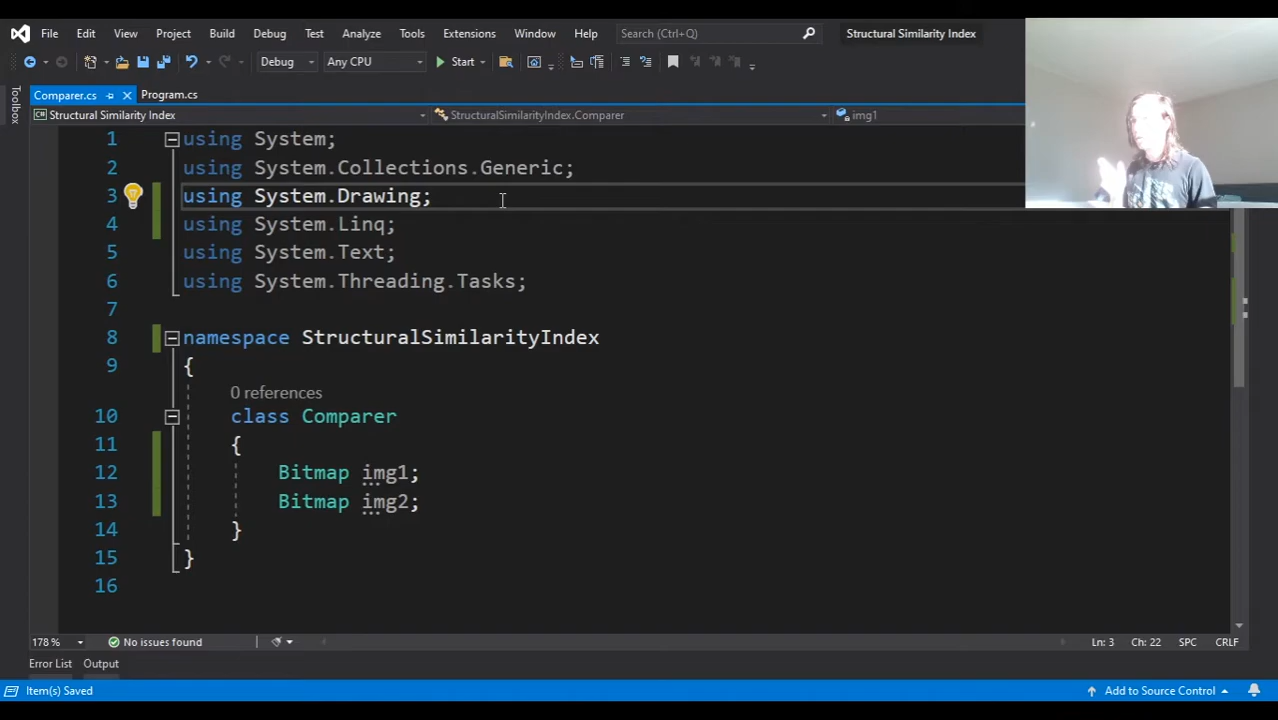 File Edit View Project Build Debug Test Analyze Tools Extensions Window Help Search (Ctrl+Q) Structural Similarity Index
Debug Any CPU Start
Comparer.cs Program.cs
Toolbox
Structural Similarity Index StructuralSimilarityIndex.Comparer img1
1 using System;
2 using System.Collections.Generic;
3 using System.Drawing;
4 using System.Linq;
5 using System.Text;
6 using System.Threading.Tasks;
7
8 namespace StructuralSimilarityIndex
9 {
0 references
10 class Comparer
11 {
12 Bitmap img1;
13 Bitmap img2;
14 }
15 }
16
178 % No issues found Ln: 3 Ch: 22 SPC CRLF
Error List Output
Item(s) Saved Add to Source Control